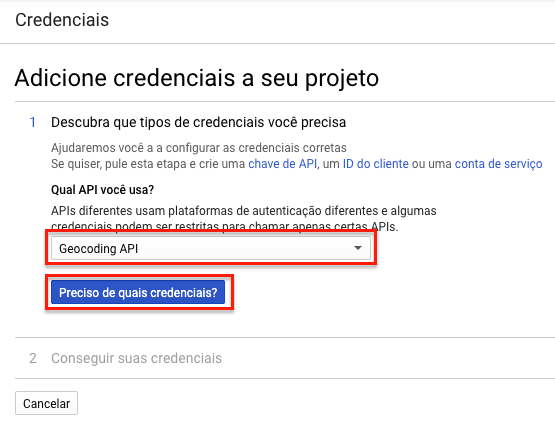 Credenciais
Adicione credenciais a seu projeto
1 Descubra que tipos de credenciais você precisa
Ajudaremos você a a configurar as credenciais corretas
Se quiser, pule esta etapa e crie uma chave de API, um ID do cliente ou uma conta de serviço
Qual API você usa?
APIs diferentes usam plataformas de autenticação diferentes e algumas
credenciais podem ser restritas para chamar apenas certas APIs.
Geocoding API
Preciso de quais credenciais?
2 Conseguir suas credenciais
Cancelar